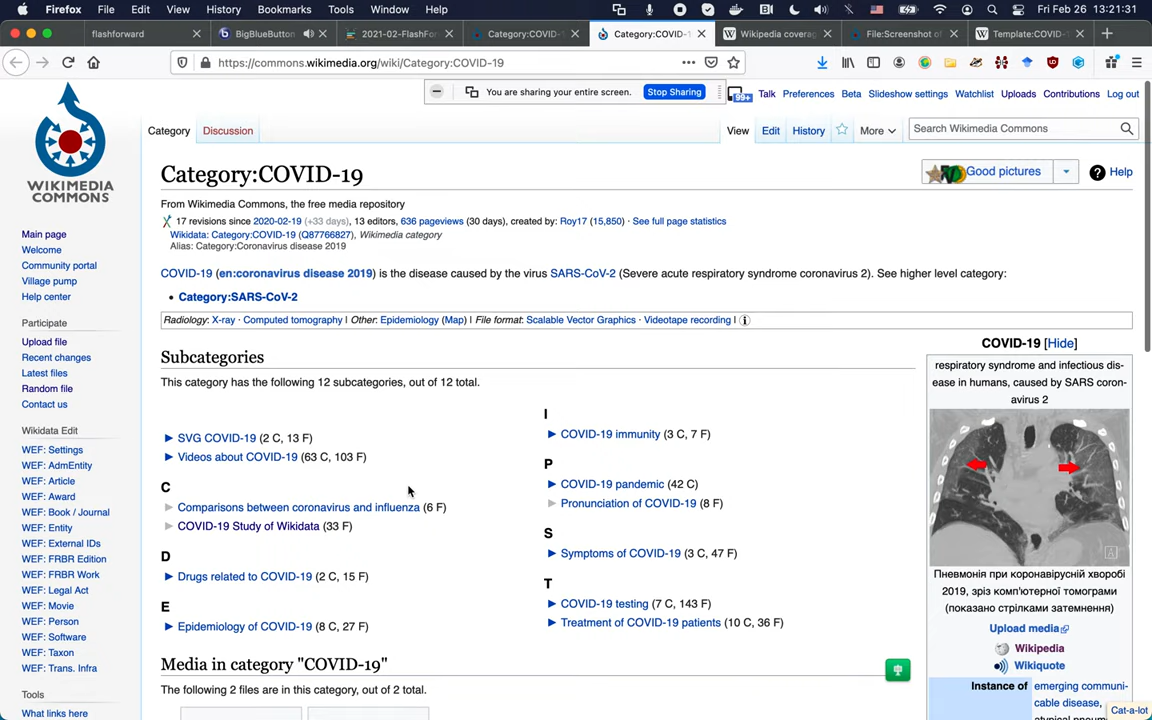 Firefox File Edit View History Bookmarks Tools Window Help Fri Feb 26 13:21:31
flashforward BigBlueButton 2021-02-FlashFor Category:COVID- Category:COVID-1 Wikipedia coverag File:Screenshot of Template:COVID-1
https://commons.wikimedia.org/wiki/Category:COVID-19
You are sharing your entire screen. Stop Sharing
99+ Talk Preferences Beta Slideshow settings Watchlist Uploads Contributions Log out
Category Discussion View Edit History More Search Wikimedia Commons
WIKIMEDIA
COMMONS
Category:COVID-19
Good pictures Help
From Wikimedia Commons, the free media repository
17 revisions since 2020-02-19 (+33 days), 13 editors, 636 pageviews (30 days), created by: Roy17 (15,850) · See full page statistics
Wikidata: Category:COVID-19 (Q87766827), Wikimedia category
Alias: Category:Coronavirus disease 2019
COVID-19 (en:coronavirus disease 2019) is the disease caused by the virus SARS-CoV-2 (Severe acute respiratory syndrome coronavirus 2). See higher level category:
• Category:SARS-CoV-2
Radiology: X-ray · Computed tomography | Other: Epidemiology (Map) | File format: Scalable Vector Graphics · Videotape recording |
Subcategories
This category has the following 12 subcategories, out of 12 total.
SVG COVID-19 (2 C, 13 F)
Videos about COVID-19 (63 C, 103 F)
C
Comparisons between coronavirus and influenza (6 F)
COVID-19 Study of Wikidata (33 F)
D
Drugs related to COVID-19 (2 C, 15 F)
E
Epidemiology of COVID-19 (8 C, 27 F)
I
COVID-19 immunity (3 C, 7 F)
P
COVID-19 pandemic (42 C)
Pronunciation of COVID-19 (8 F)
S
Symptoms of COVID-19 (3 C, 47 F)
T
COVID-19 testing (7 C, 143 F)
Treatment of COVID-19 patients (10 C, 36 F)
Media in category "COVID-19"
The following 2 files are in this category, out of 2 total.
COVID-19 [Hide]
respiratory syndrome and infectious dis-
ease in humans, caused by SARS coron-
avirus 2
A
Пневмонія при коронавірусній хворобі
2019, зріз комп'ютерної томограми
(показано стрілками затемнення)
Upload media
Wikipedia
Wikiquote
Instance of emerging communi-
cable disease,
atypical pneum
Cat-a-lot
Main page
Welcome
Community portal
Village pump
Help center
Participate
Upload file
Recent changes
Latest files
Random file
Contact us
Wikidata Edit
WEF: Settings
WEF: AdmEntity
WEF: Article
WEF: Award
WEF: Book / Journal
WEF: Entity
WEF: External IDs
WEF: FRBR Edition
WEF: FRBR Work
WEF: Legal Act
WEF: Movie
WEF: Person
WEF: Software
WEF: Taxon
WEF: Trans. Infra
Tools
What links here